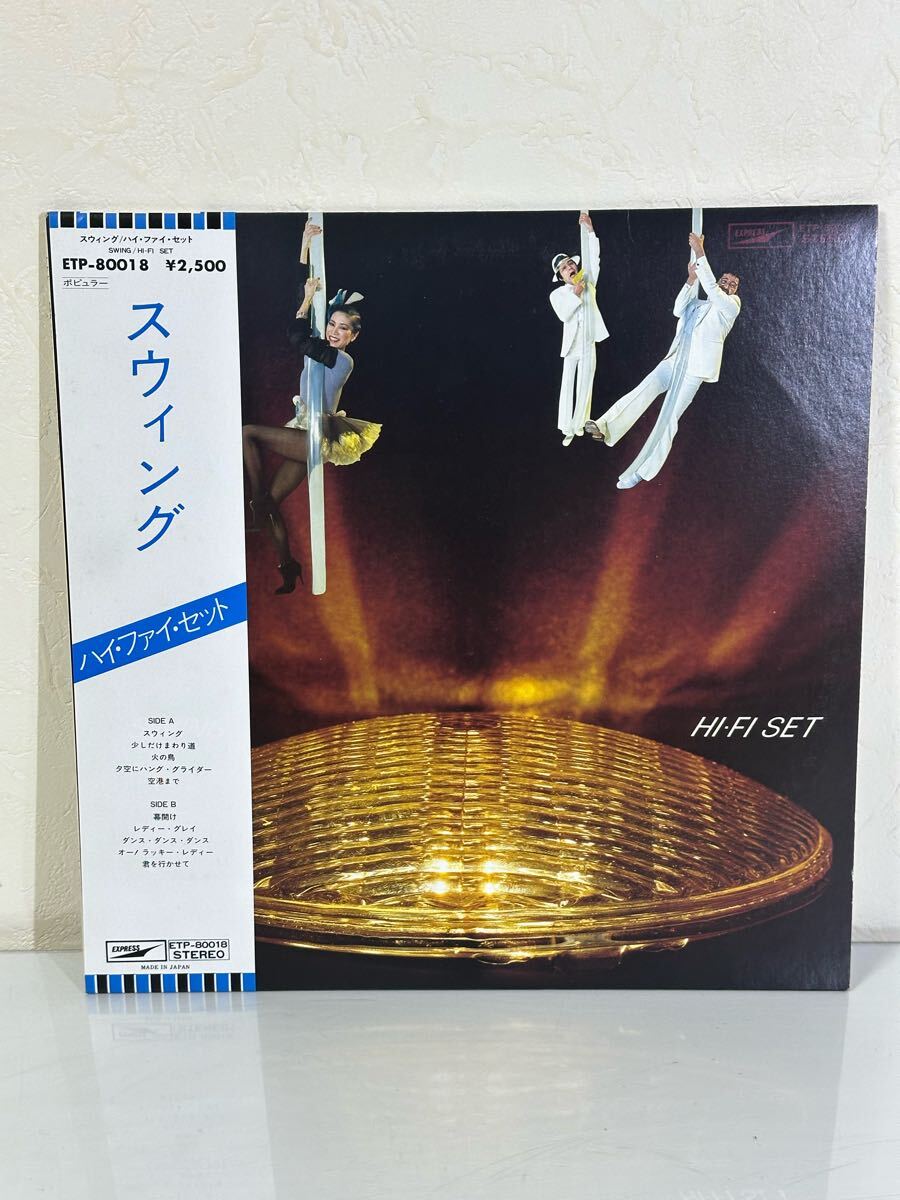 スウィング/ハイ・ファイ・セット
SWING/HI-FI SET
ETP-80018 ¥2,500
ポピュラー
スウィング
ハイ・ファイ・セット
SIDE A
スウィング
少しだけまわり道
火の鳥
夕空にハング・グライダー
空港まで
SIDE B
幕開け
レディー・グレイ
ダンス・ダンス・ダンス
オー!ラッキー・レディー
君を行かせて
EXPRESS
ETP-80018
STEREO
MADE IN JAPAN
EXPRESS
HI-FI SET